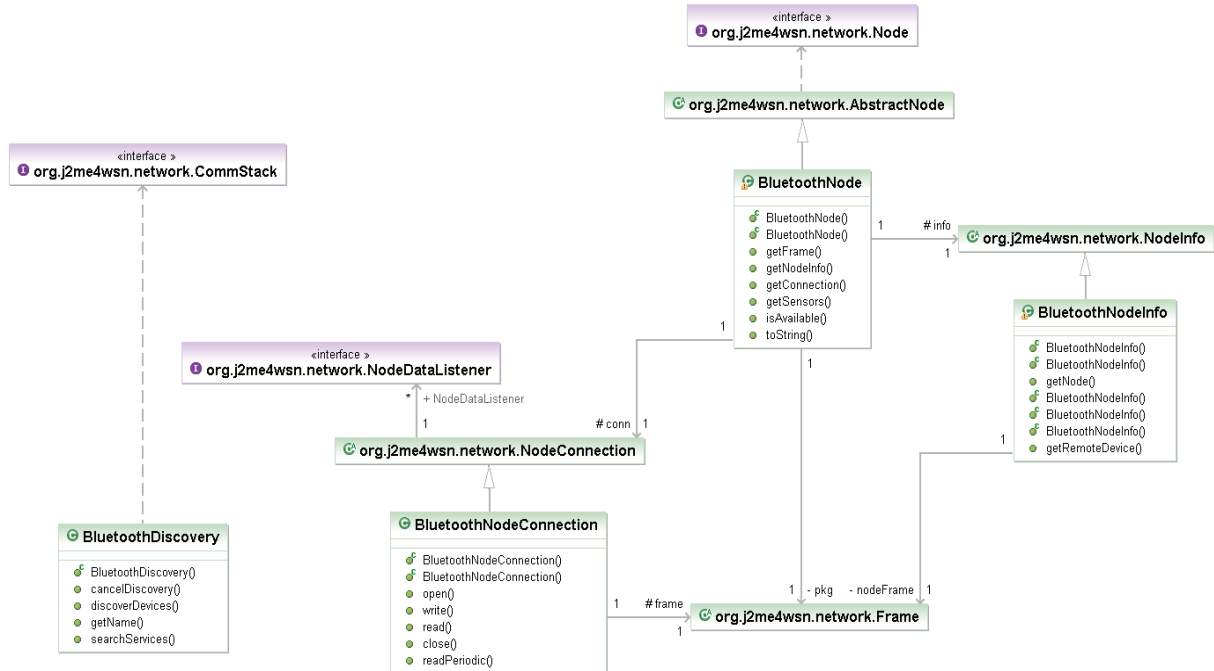 «interface »
org.j2me4wsn.network.Node
org.j2me4wsn.network.AbstractNode
«interface »
org.j2me4wsn.network.CommStack
BluetoothNode
BluetoothNode()
BluetoothNode()
getFrame()
getNodeInfo()
getConnection()
getSensors()
isAvailable()
toString()
1
# info
1
org.j2me4wsn.network.NodeInfo
BluetoothNodeInfo
BluetoothNodeInfo()
BluetoothNodeInfo()
getNode()
BluetoothNodeInfo()
BluetoothNodeInfo()
BluetoothNodeInfo()
getRemoteDevice()
«interface »
org.j2me4wsn.network.NodeDataListener
* + NodeDataListener
1
1
1
# conn 1
1
org.j2me4wsn.network.NodeConnection
BluetoothDiscovery
BluetoothDiscovery()
cancelDiscovery()
discoverDevices()
getName()
searchServices()
BluetoothNodeConnection
BluetoothNodeConnection()
BluetoothNodeConnection()
open()
write()
read()
close()
readPeriodic()
1
# frame
1
1 - pkg
- nodeFrame 1
org.j2me4wsn.network.Frame